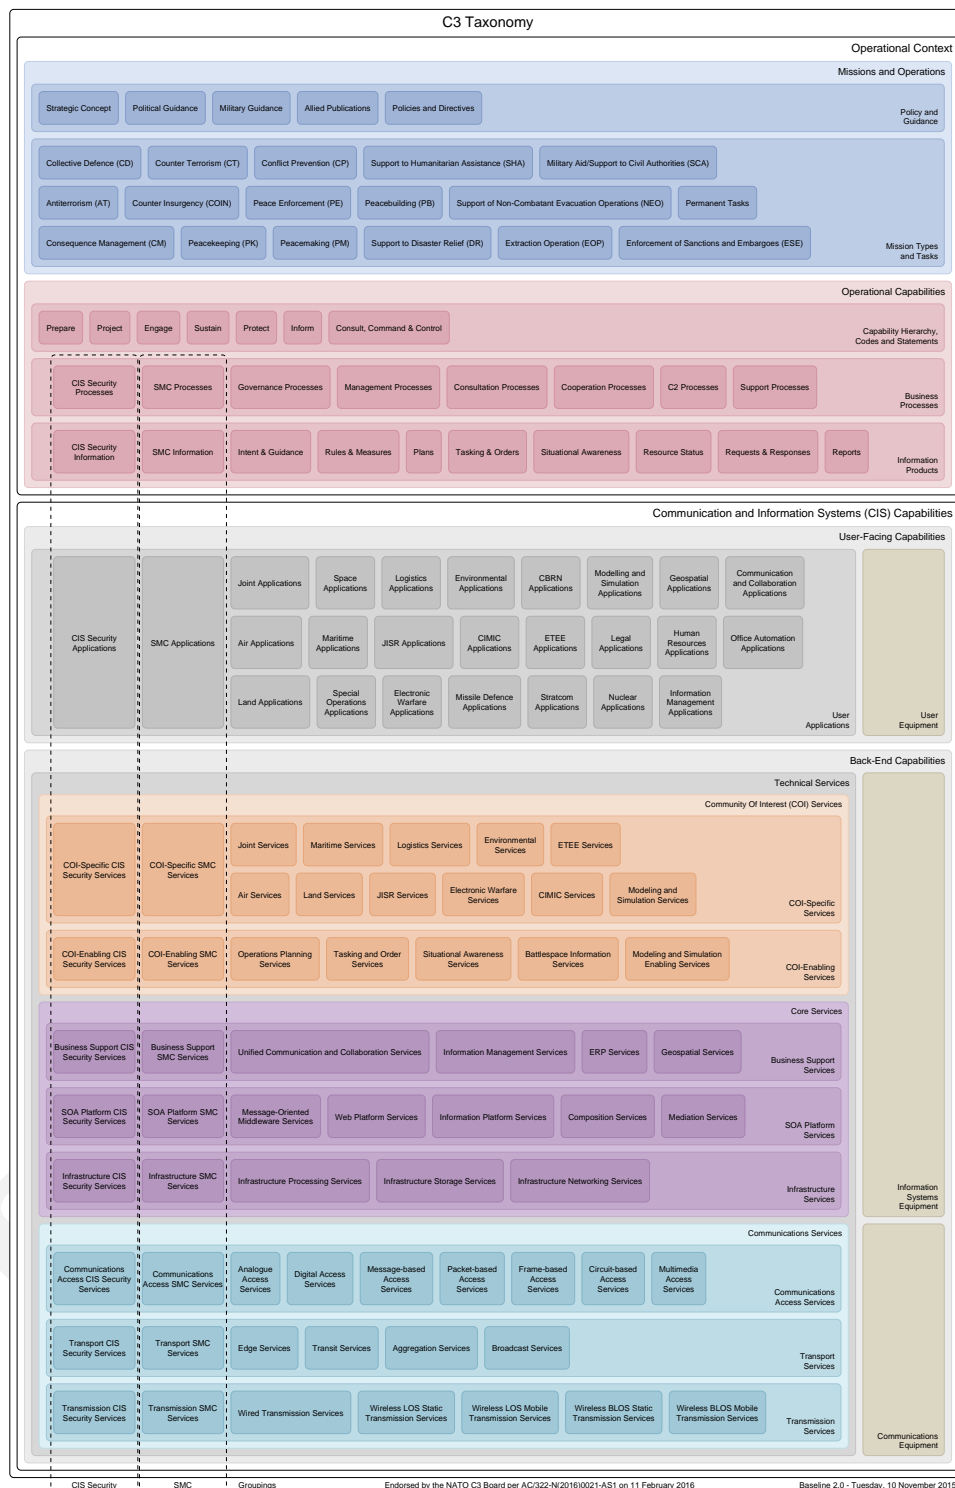 C3 Taxonomy
Operational Context
Missions and Operations
Strategic Concept
Political Guidance
Military Guidance
Allied Publications
Policies and Directives
Policy and
Guidance
Collective Defence (CD)
Counter Terrorism (CT)
Conflict Prevention (CP)
Support to Humanitarian Assistance (SHA)
Military Aid/Support to Civil Authorities (SCA)
Antiterrorism (AT)
Counter Insurgency (COIN)
Peace Enforcement (PE)
Peacebuilding (PB)
Support of Non-Combatant Evacuation Operations (NEO)
Permanent Tasks
Consequence Management (CM)
Peacekeeping (PK)
Peacemaking (PM)
Support to Disaster Relief (DR)
Extraction Operation (EOP)
Enforcement of Sanctions and Embargoes (ESE)
Mission Types
and Tasks
Operational Capabilities
Prepare
Project
Engage
Sustain
Protect
Inform
Consult, Command & Control
Capability Hierarchy,
Codes and Statements
CIS Security
Processes
SMC Processes
Governance Processes
Management Processes
Consultation Processes
Cooperation Processes
C2 Processes
Support Processes
Business
Processes
CIS Security
Information
SMC Information
Intent & Guidance
Rules & Measures
Plans
Tasking & Orders
Situational Awareness
Resource Status
Requests & Responses
Reports
Information
Products
Communication and Information Systems (CIS) Capabilities
User-Facing Capabilities
CIS Security
Applications
SMC Applications
Joint Applications
Space
Applications
Logistics
Applications
Environmental
Applications
CBRN
Applications
Modelling and
Simulation
Applications
Geospatial
Applications
Communication
and Collaboration
Applications
Air Applications
Maritime
Applications
JISR Applications
CIMIC
Applications
ETEE
Applications
Legal
Applications
Human
Resources
Applications
Office Automation
Applications
Land Applications
Special
Operations
Applications
Electronic
Warfare
Applications
Missile Defence
Applications
Stratcom
Applications
Nuclear
Applications
Information
Management
Applications
User
Applications
User
Equipment
Back-End Capabilities
Technical Services
Community Of Interest (COI) Services
COI-Specific CIS
Security Services
COI-Specific SMC
Services
Joint Services
Maritime Services
Logistics Services
Environmental
Services
ETEE Services
Air Services
Land Services
JISR Services
Electronic Warfare
Services
CIMIC Services
Modeling and
Simulation Services
COI-Specific
Services
COI-Enabling CIS
Security Services
COI-Enabling SMC
Services
Operations Planning
Services
Tasking and Order
Services
Situational Awareness
Services
Battlespace Information
Services
Modeling and Simulation
Enabling Services
COI-Enabling
Services
Core Services
Business Support CIS
Security Services
Business Support
SMC Services
Unified Communication and Collaboration Services
Information Management Services
ERP Services
Geospatial Services
Business Support
Services
SOA Platform CIS
Security Services
SOA Platform SMC
Services
Message-Oriented
Middleware Services
Web Platform Services
Information Platform Services
Composition Services
Mediation Services
SOA Platform
Services
Infrastructure CIS
Security Services
Infrastructure SMC
Services
Infrastructure Processing Services
Infrastructure Storage Services
Infrastructure Networking Services
Infrastructure
Services
Information
Systems
Equipment
Communications Services
Communications
Access CIS Security
Services
Communications
Access SMC Services
Analogue
Access
Services
Digital Access
Services
Message-based
Access
Services
Packet-based
Access
Services
Frame-based
Access
Services
Circuit-based
Access
Services
Multimedia
Access
Services
Communications
Access Services
Transport CIS
Security Services
Transport SMC
Services
Edge Services
Transit Services
Aggregation Services
Broadcast Services
Transport
Services
Transmission CIS
Security Services
Transmission SMC
Services
Wired Transmission Services
Wireless LOS Static
Transmission Services
Wireless LOS Mobile
Transmission Services
Wireless BLOS Static
Transmission Services
Wireless BLOS Mobile
Transmission Services
Transmission
Services
Communications
Equipment
CIS Security
SMC
Groupings
Endorsed by the NATO C3 Board per AC/322-N(2016)0021-AS1 on 11 February 2016
Baseline 2.0 - Tuesday, 10 November 2015